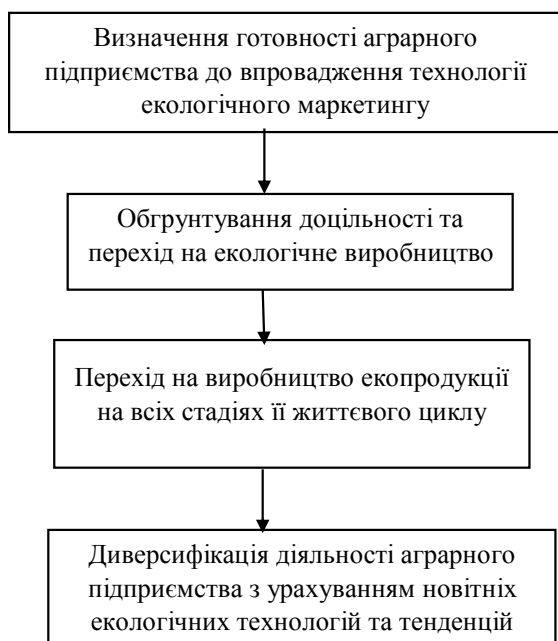 Визначення готовності аграрного
підприємства до впровадження технології
екологічного маркетингу
Обгрунтування доцільності та
перехід на екологічне виробництво
Перехід на виробництво екопродукції
на всіх стадіях її життєвого циклу
Диверсифікація діяльності аграрного
підприємства з урахуванням новітніх
екологічних технологій та тенденцій